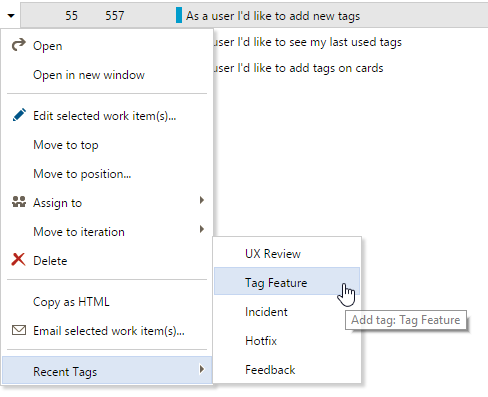 55 557 As a user I'd like to add new tags
user I'd like to see my last used tags
user I'd like to add tags on cards
Open
Open in new window
Edit selected work item(s)...
Move to top
Move to position...
Assign to
Move to iteration
Delete
Copy as HTML
Email selected work item(s)...
Recent Tags
UX Review
Tag Feature
Incident
Hotfix
Feedback
Add tag: Tag Feature